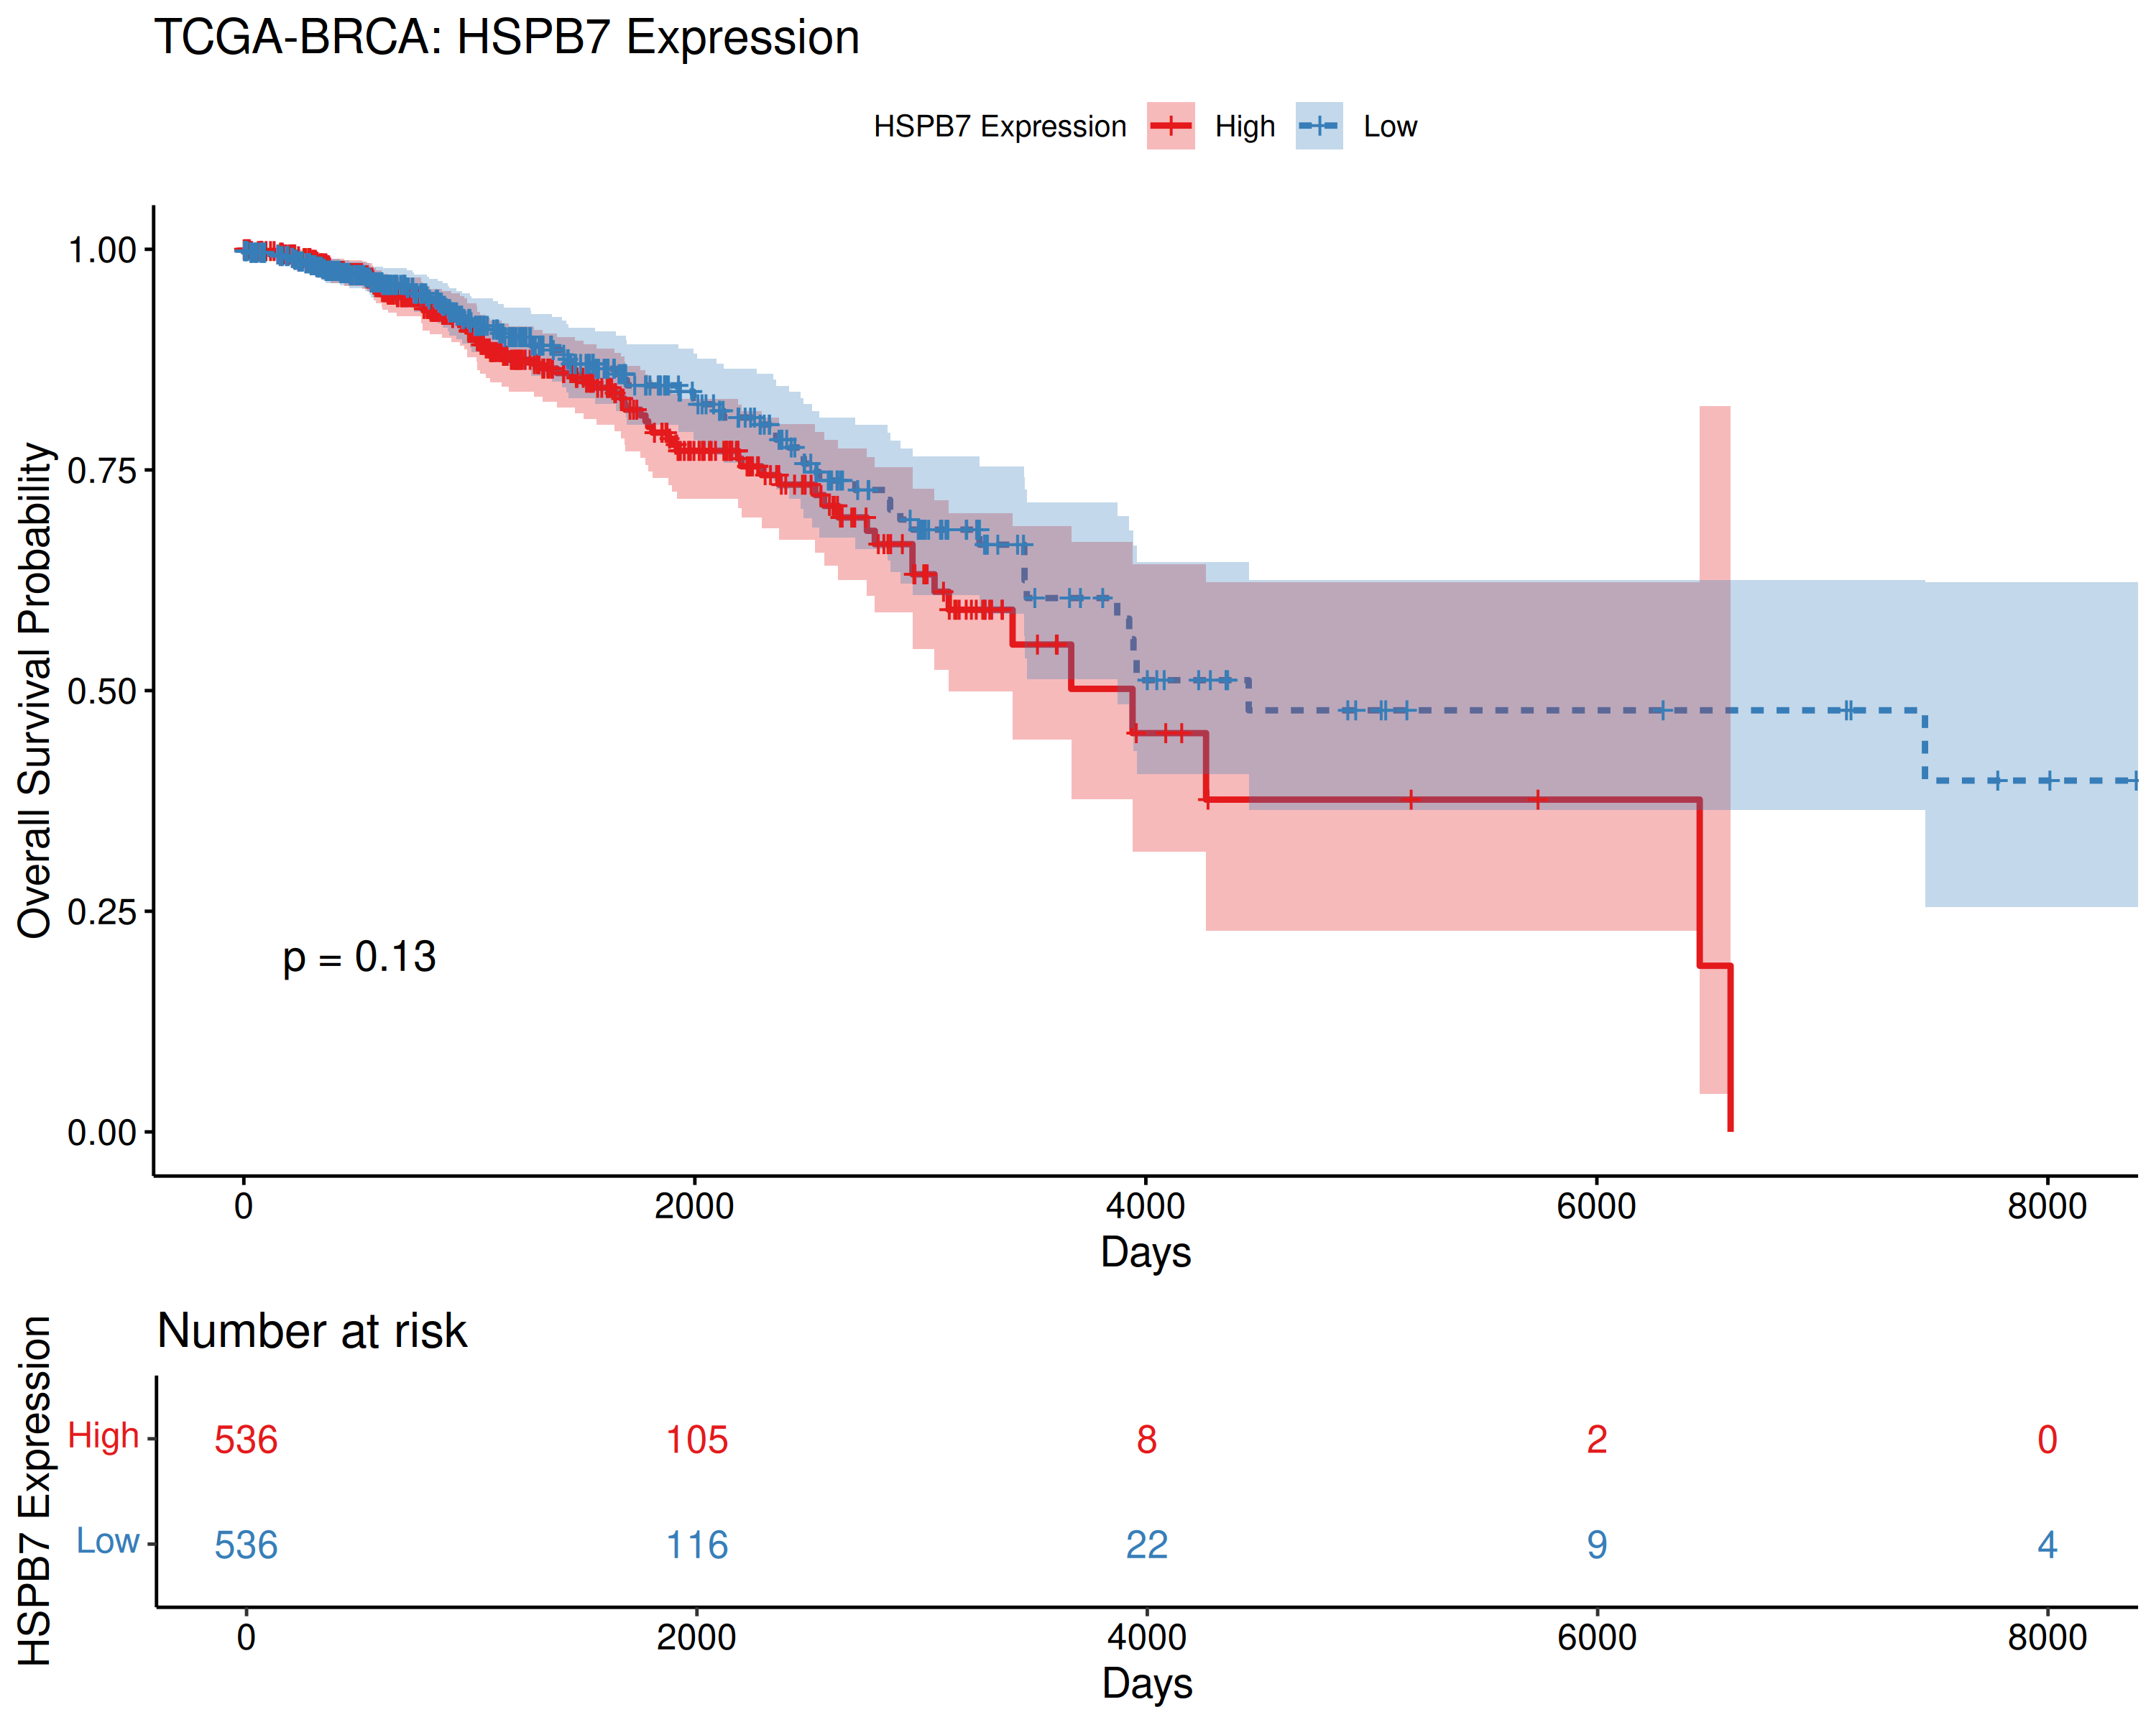 TCGA-BRCA: HSPB7 Expression
HSPB7 Expression High Low
Overall Survival Probability
1.00
0.75
0.50
0.25
0.00
p = 0.13
0 2000 4000 6000 8000
Days
Number at risk
HSPB7 Expression
High 536 105 8 2 0
Low 536 116 22 9 4
0 2000 4000 6000 8000
Days